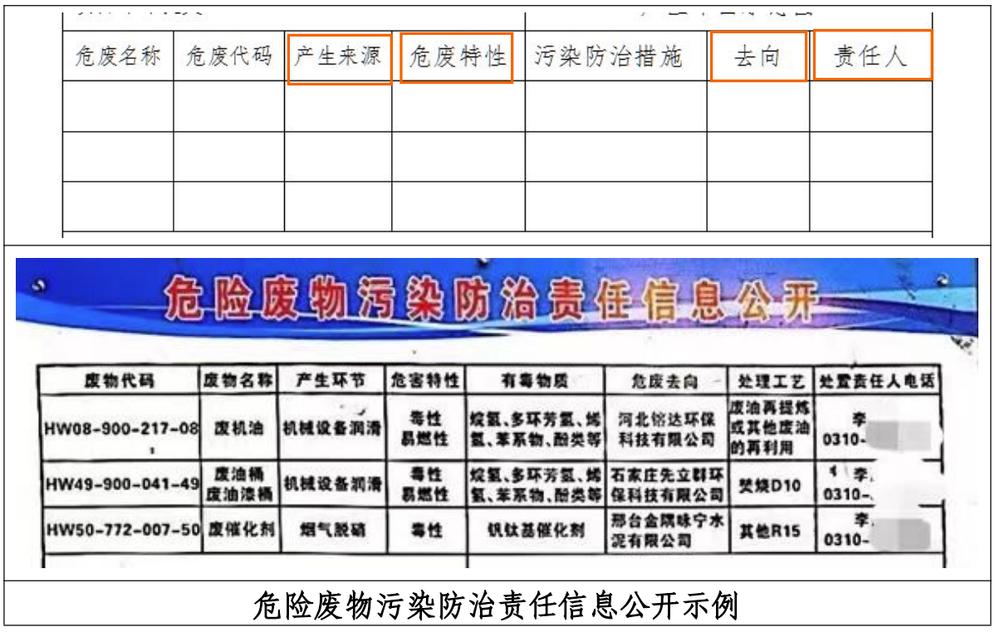 危废名称 危废代码 产生来源 危废特性 污染防治措施 去向 责任人
危险废物污染防治责任信息公开
废物代码 废物名称 产生环节 危害特性 有毒物质 危废去向 处理工艺 处置责任人电话
HW08-900-217-08 废机油 机械设备润滑 毒性 易燃性 烷氢、多环芳氢、烯氢、苯系物、酚类等 河北镕达环保科技有限公司 废油再提炼或其他废油的再利用 李 0310-
HW49-900-041-49 废油桶 废油漆桶 机械设备润滑 毒性 易燃性 烷氢、多环芳氢、烯氢、苯系物、酚类等 石家庄先立群环保科技有限公司 焚烧D10 李 0310-
HW50-772-007-50 废催化剂 烟气脱硝 毒性 钒钛基催化剂 邢台金隅咏宁水泥有限公司 其他R15 李 0310-
危险废物污染防治责任信息公开示例